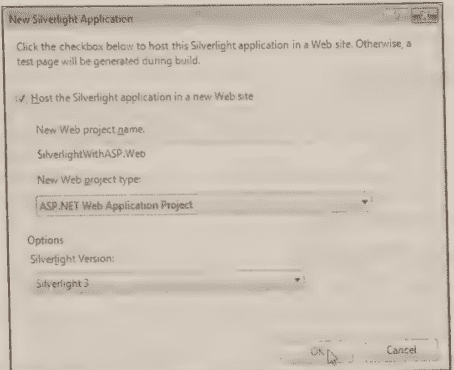 New Silverlight Application
Click the checkbox below to host this Silverlight application in a Web site. Otherwise, a
test page will be generated during build.
Host the Silverlight application in a new Web site
New Web project name:
SilverlightWithASP.Web
New Web project type:
ASP.NET Web Application Project
Options
Silverlight Version:
Silverlight 3
OK
Cancel